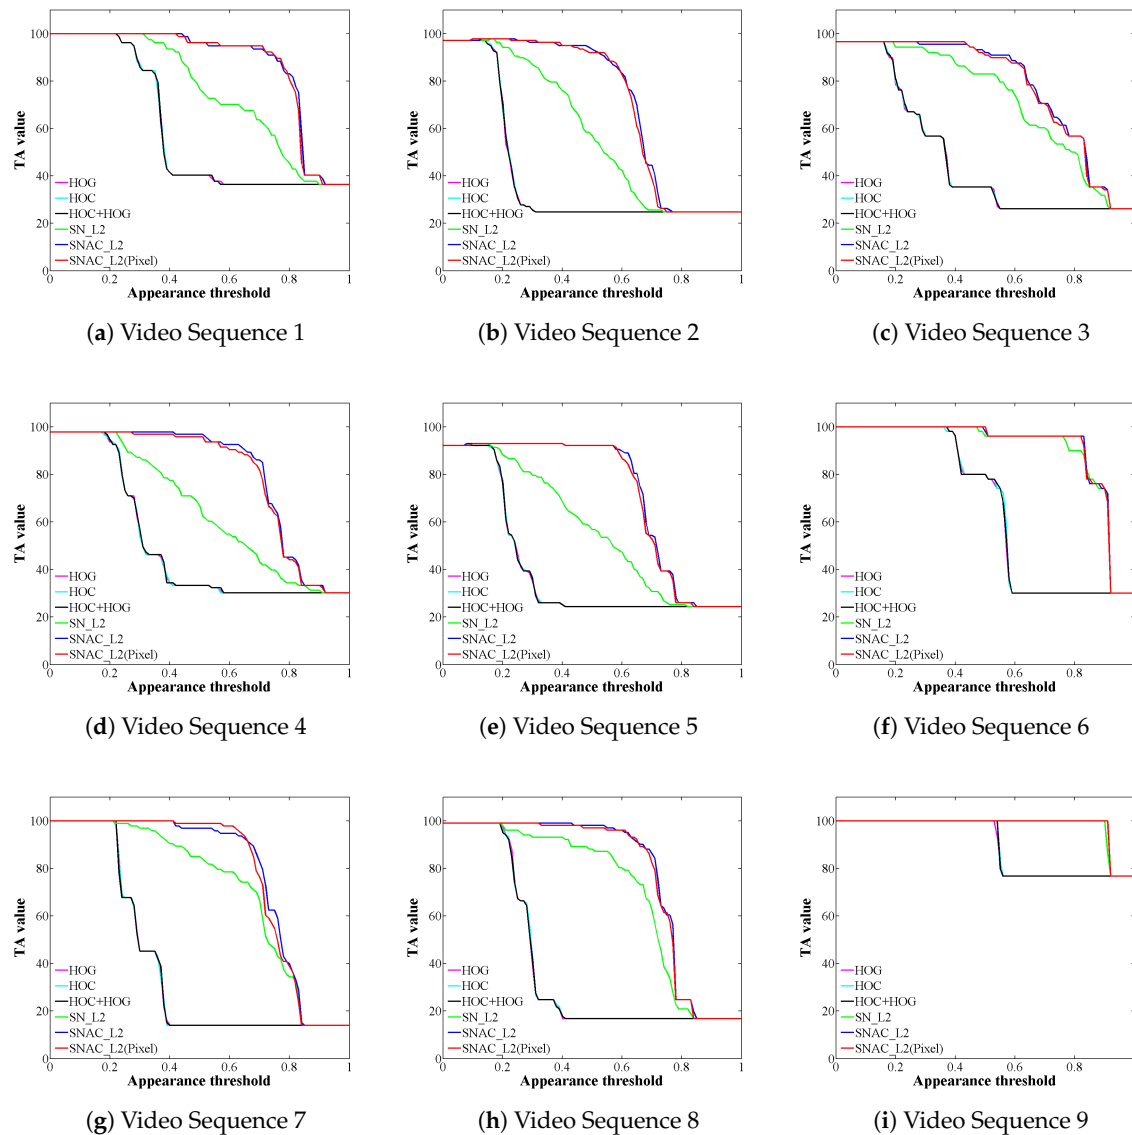 100
80
60
40
20
0
TA value
HOG
HOC
HOC+HOG
SN_L2
SNAC_L2
SNAC_L2(Pixel)
0 0.2 0.4 0.6 0.8 1
Appearance threshold
(a) Video Sequence 1
100
80
60
40
20
0
TA value
HOG
HOC
HOC+HOG
SN_L2
SNAC_L2
SNAC_L2(Pixel)
0 0.2 0.4 0.6 0.8 1
Appearance threshold
(b) Video Sequence 2
100
80
60
40
20
0
TA value
HOG
HOC
HOC+HOG
SN_L2
SNAC_L2
SNAC_L2(Pixel)
0 0.2 0.4 0.6 0.8 1
Appearance threshold
(c) Video Sequence 3
100
80
60
40
20
0
TA value
HOG
HOC
HOC+HOG
SN_L2
SNAC_L2
SNAC_L2(Pixel)
0 0.2 0.4 0.6 0.8 1
Appearance threshold
(d) Video Sequence 4
100
80
60
40
20
0
TA value
HOG
HOC
HOC+HOG
SN_L2
SNAC_L2
SNAC_L2(Pixel)
0 0.2 0.4 0.6 0.8 1
Appearance threshold
(e) Video Sequence 5
100
80
60
40
20
0
TA value
HOG
HOC
HOC+HOG
SN_L2
SNAC_L2
SNAC_L2(Pixel)
0 0.2 0.4 0.6 0.8 1
Appearance threshold
(f) Video Sequence 6
100
80
60
40
20
0
TA value
HOG
HOC
HOC+HOG
SN_L2
SNAC_L2
SNAC_L2(Pixel)
0 0.2 0.4 0.6 0.8 1
Appearance threshold
(g) Video Sequence 7
100
80
60
40
20
0
TA value
HOG
HOC
HOC+HOG
SN_L2
SNAC_L2
SNAC_L2(Pixel)
0 0.2 0.4 0.6 0.8 1
Appearance threshold
(h) Video Sequence 8
100
80
60
40
20
0
TA value
HOG
HOC
HOC+HOG
SN_L2
SNAC_L2
SNAC_L2(Pixel)
0 0.2 0.4 0.6 0.8 1
Appearance threshold
(i) Video Sequence 9